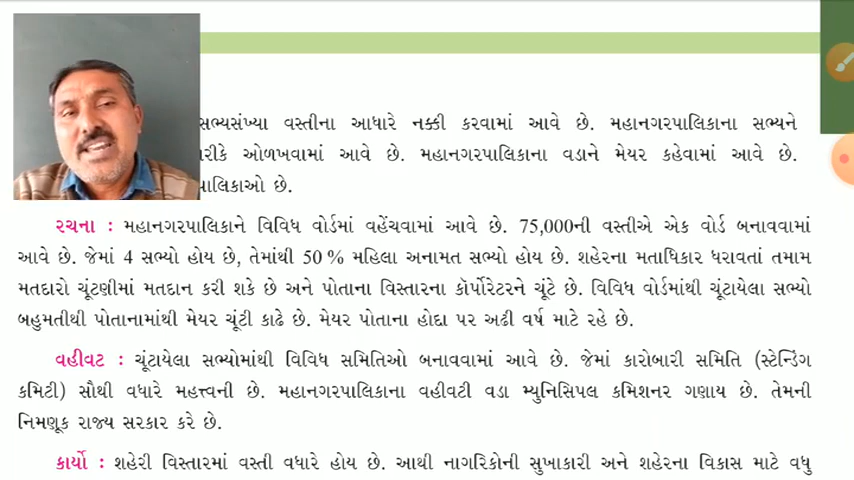 સભ્યસંખ્યા વસ્તીના આધારે નક્કી કરવામાં આવે છે. મહાનગરપાલિકાના સભ્યને
ઓળખવામાં આવે છે. મહાનગરપાલિકાના વડાને મેયર કહેવામાં આવે છે.
છે.
રચના : મહાનગરપાલિકાને વિવિધ વોર્ડમાં વહેંચવામાં આવે છે. 75,000ની વસ્તીએ એક વોર્ડ બનાવવામાં
આવે છે. જેમાં 4 સભ્યો હોય છે, તેમાંથી 50 % મહિલા અનામત સભ્યો હોય છે. શહેરના મતાધિકાર ધરાવતાં તમામ
મતદારો ચૂંટણીમાં મતદાન કરી શકે છે અને પોતાના વિસ્તારના કૉર્પોરેટરને ચૂંટે છે. વિવિધ વોર્ડમાંથી ચૂંટાયેલા સભ્યો
બહુમતીથી પોતાનામાંથી મેયર ચૂંટી કાઢે છે. મેયર પોતાના હોદ્દા પર અઢી વર્ષ માટે રહે છે.
વહીવટ : ચૂંટાયેલા સભ્યોમાંથી વિવિધ સમિતિઓ બનાવવામાં આવે છે. જેમાં કારોબારી સમિતિ (સ્ટેન્ડિંગ
કમિટી) સૌથી વધારે મહત્ત્વની છે. મહાનગરપાલિકાના વહીવટી વડા મ્યુનિસિપલ કમિશનર ગણાય છે. તેમની
નિમણૂક રાજ્ય સરકાર કરે છે.
કાર્યો : શહેરી વિસ્તારમાં વસ્તી વધારે હોય છે. આથી નાગરિકોની સુખાકારી અને શહેરના વિકાસ માટે વધુ